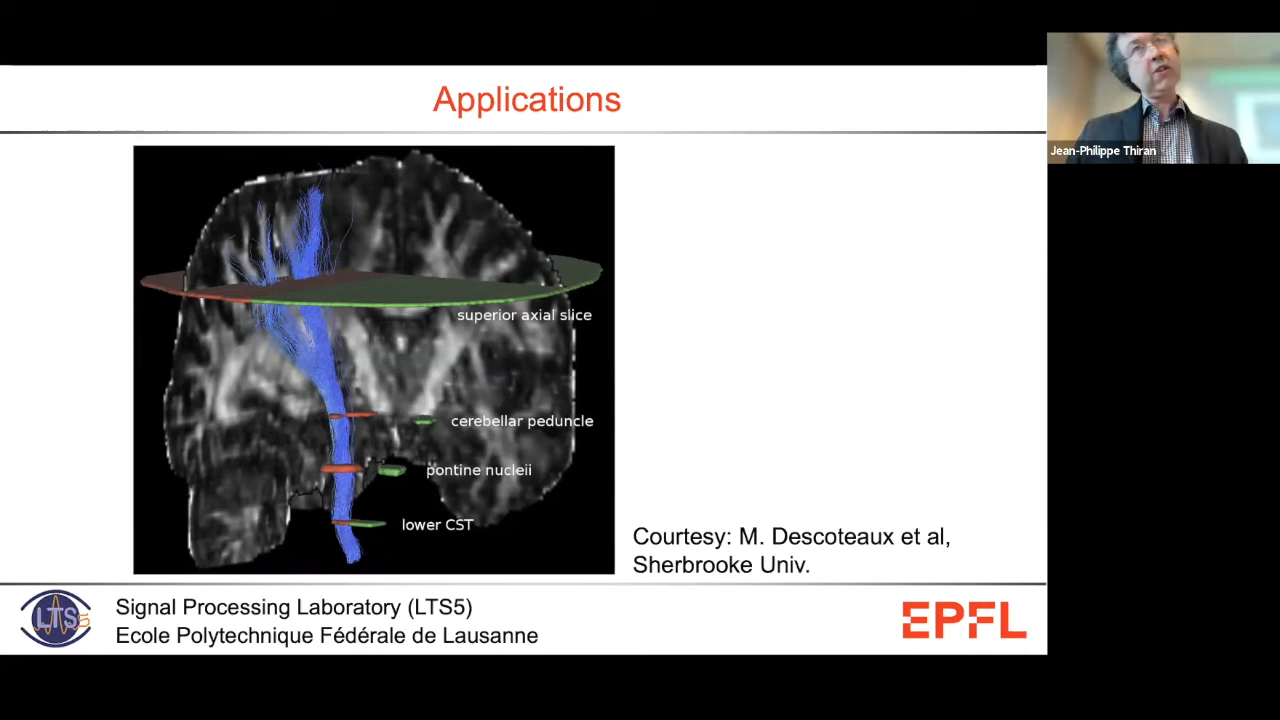 Applications
Jean-Philippe Thiran
superior axial slice
cerebellar peduncle
pontine nucleii
lower CST
Courtesy: M. Descoteaux et al,
Sherbrooke Univ.
LTS5
Signal Processing Laboratory (LTS5)
Ecole Polytechnique Fédérale de Lausanne
EPFL